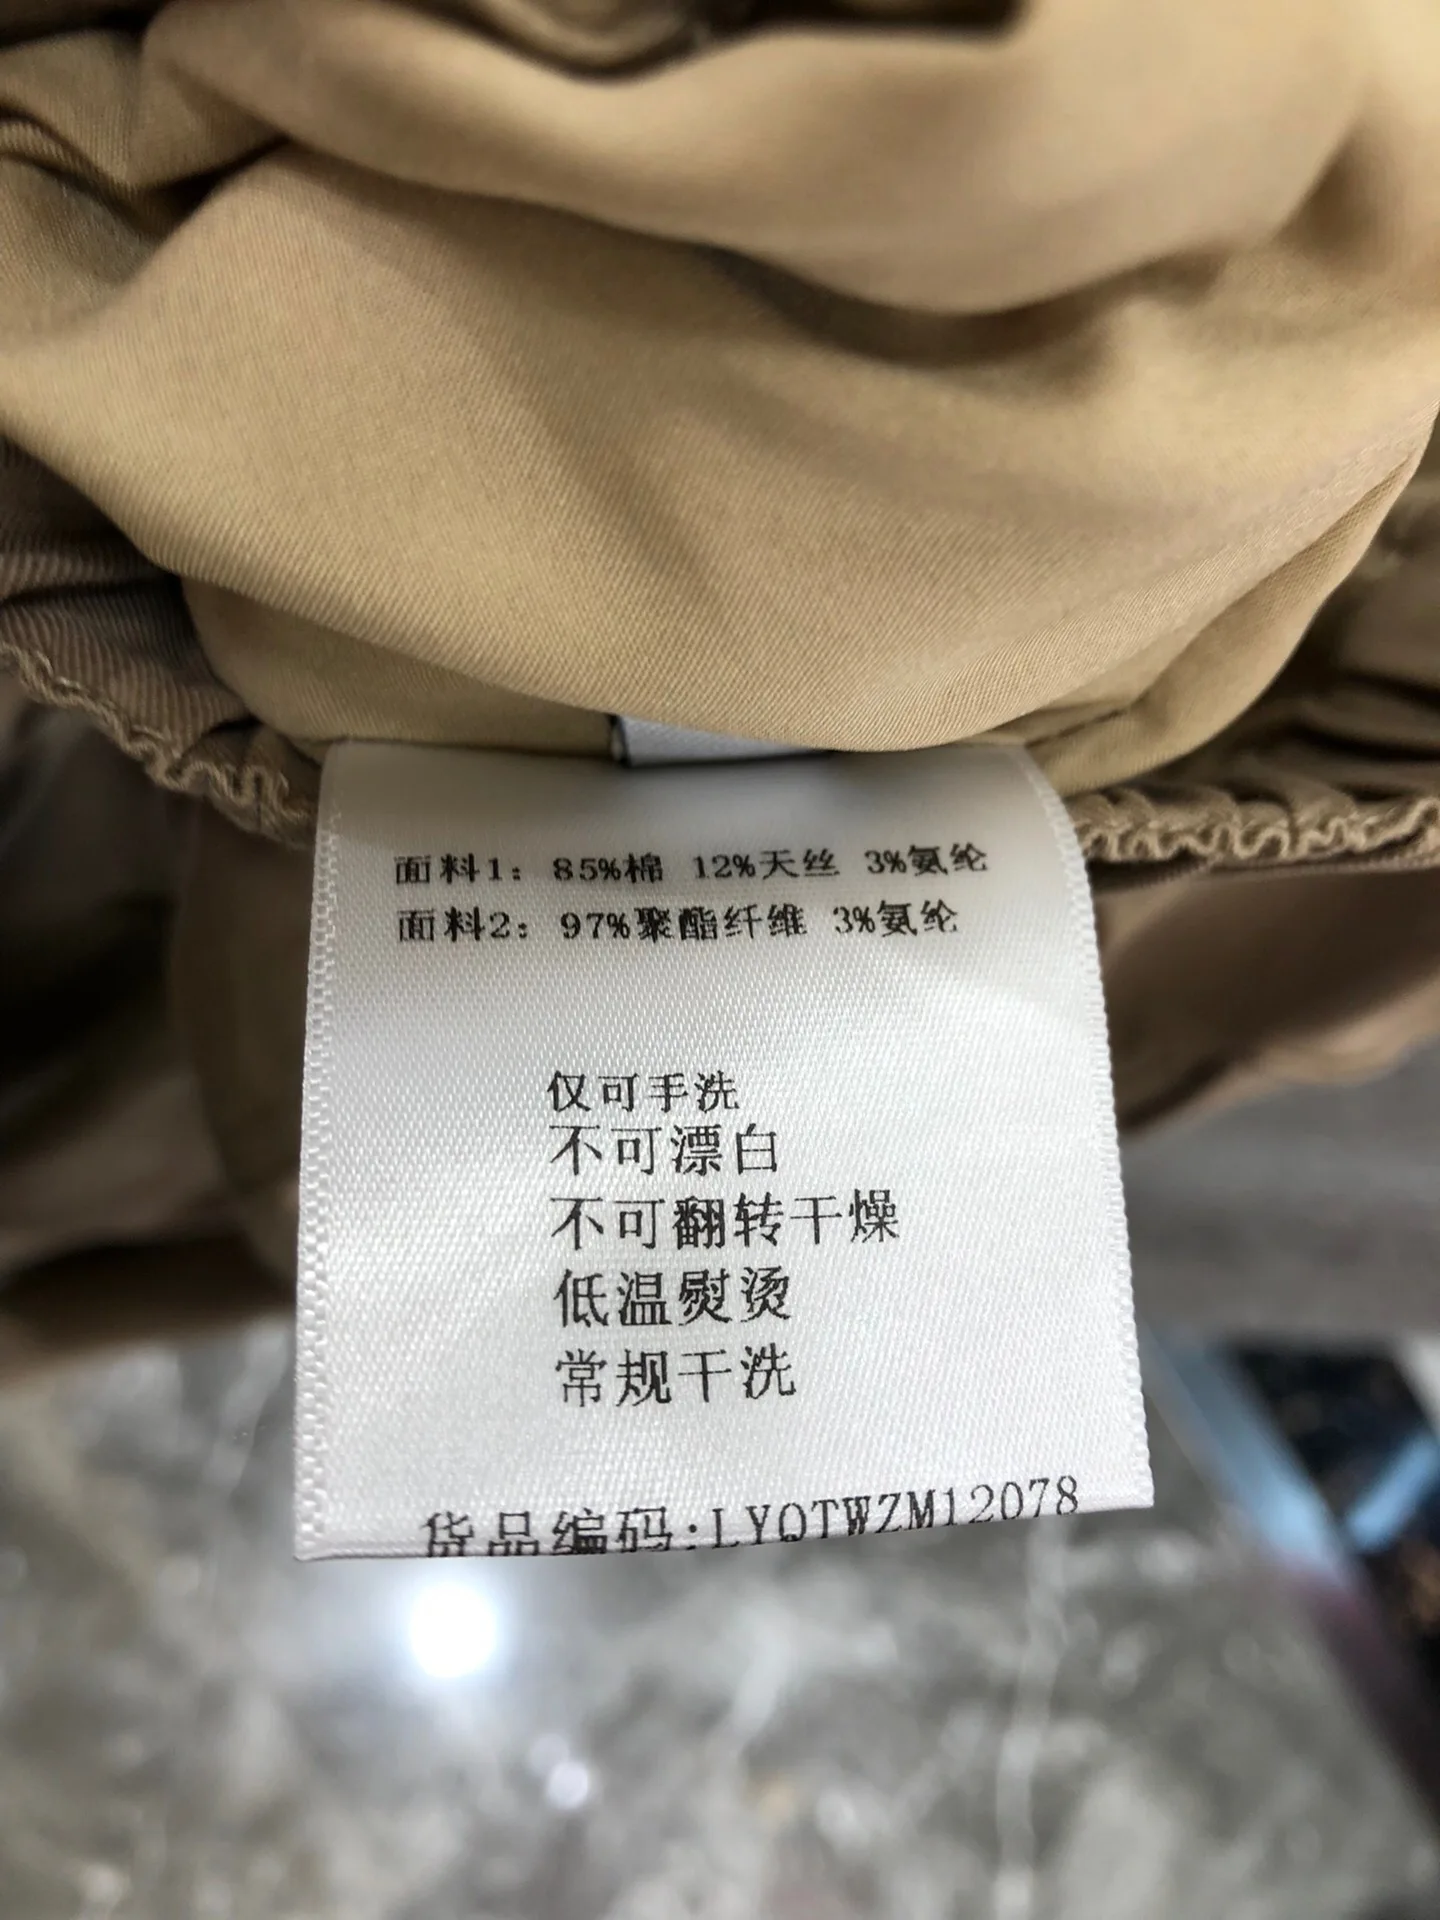 面料1：85%棉 12%天丝 3%氨纶
面料2：97%聚酯纤维 3%氨纶
仅可手洗
不可漂白
不可翻转干燥
低温熨烫
常规干洗
货品编码:LYQTWZM12078